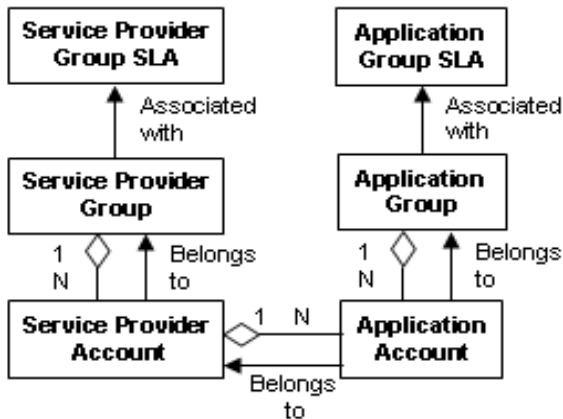 Service Provider
Group SLA
Application
Group SLA
Associated
with
Associated
with
Service Provider
Group
Application
Group
1
N
Belongs
to
1
N
Belongs
to
Service Provider
Account
1 N
Application
Account
Belongs
to